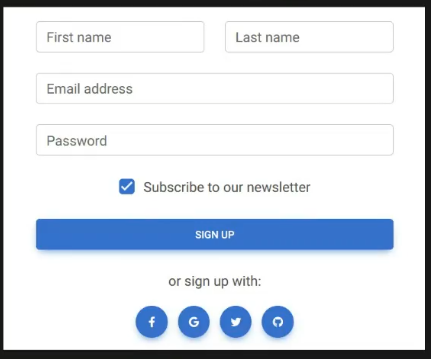 First name Last name
Email address
Password
Subscribe to our newsletter
SIGN UP
or sign up with: